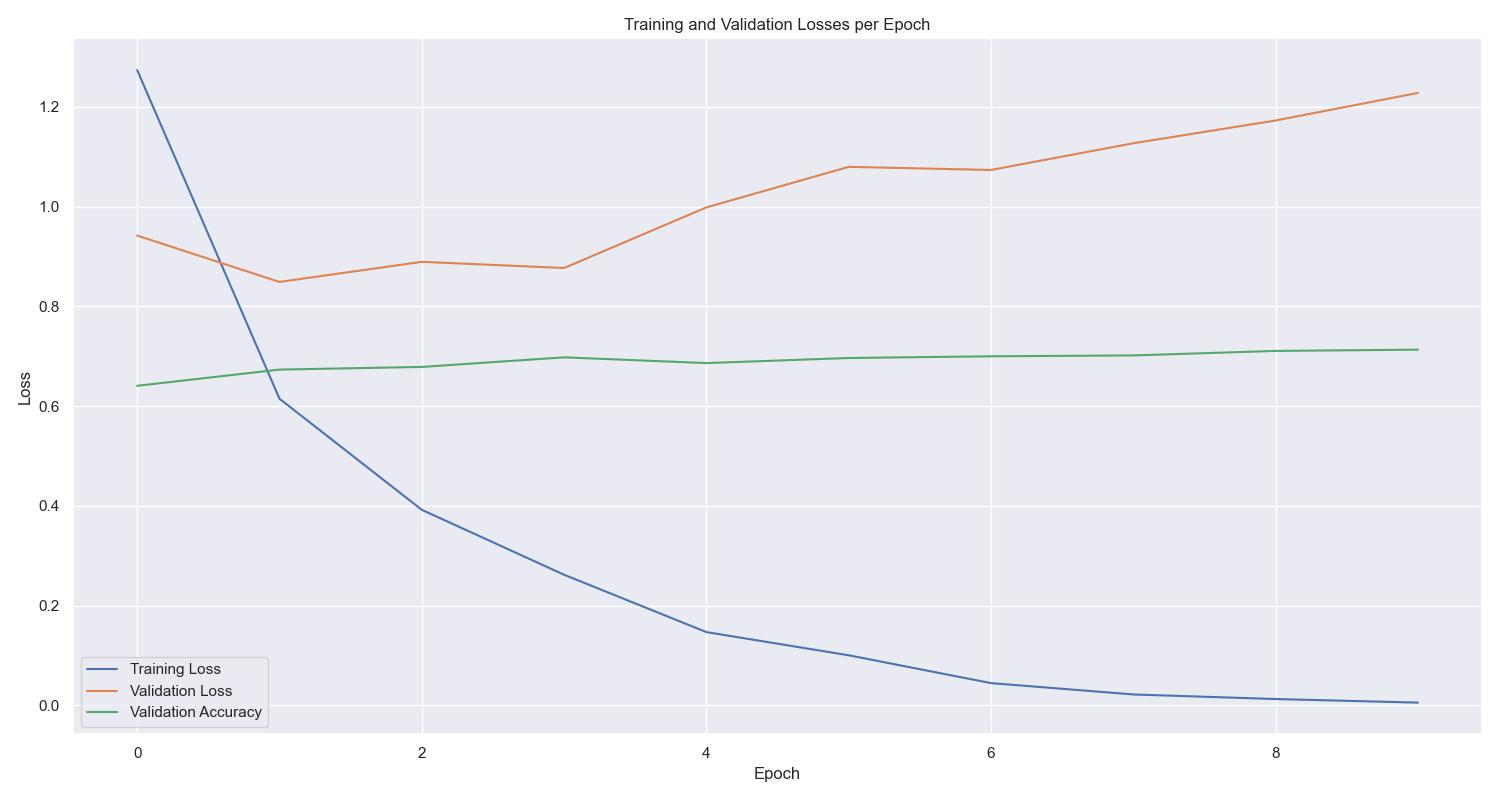 Training and Validation Losses per Epoch
1.2
1.0
0.8
0.6
0.4
0.2
0.0
Loss
Training Loss
Validation Loss
Validation Accuracy
0
2
4
6
8
Epoch